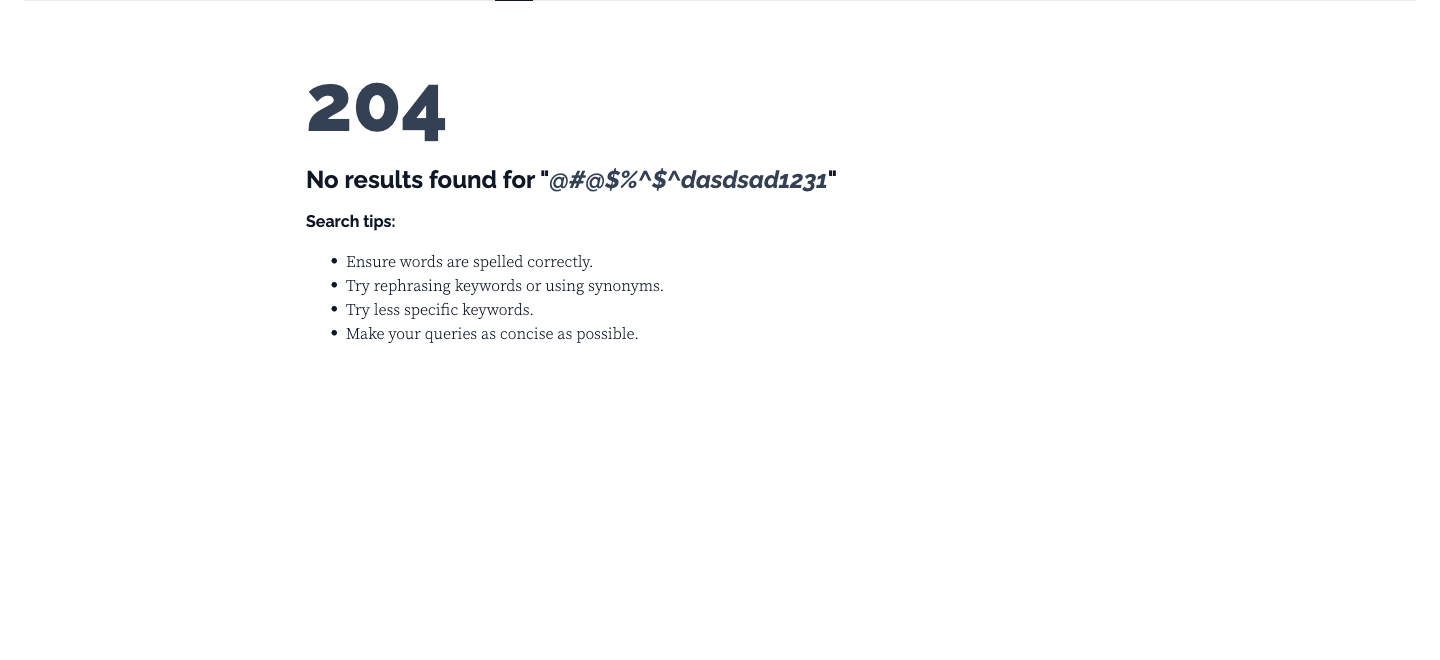 204
No results found for "@#@$%^$^dasdsad1231"
Search tips:
• Ensure words are spelled correctly.
• Try rephrasing keywords or using synonyms.
• Try less specific keywords.
• Make your queries as concise as possible.